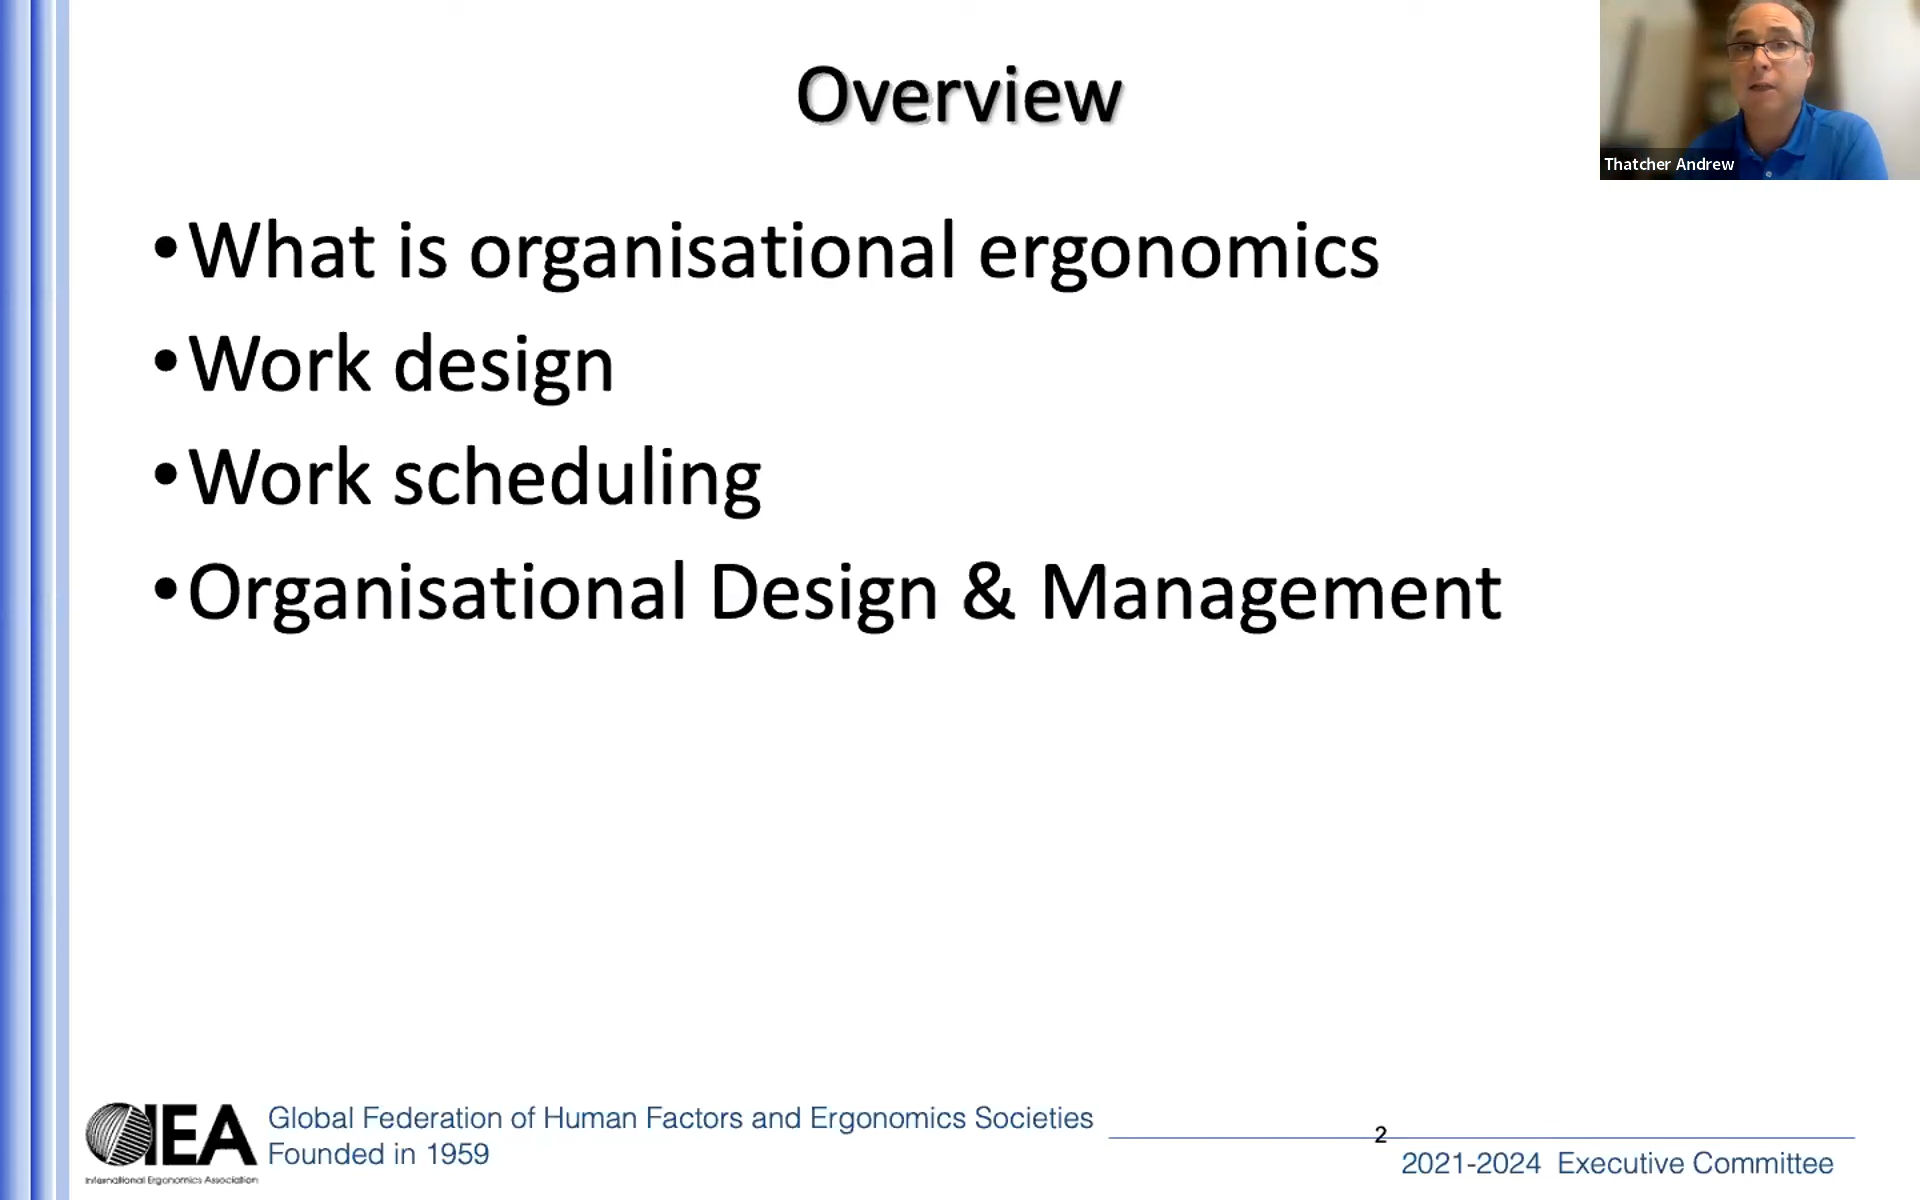 Overview
Thatcher Andrew
•What is organisational ergonomics
•Work design
•Work scheduling
•Organisational Design & Management
IEA
International Ergonomics Association
Global Federation of Human Factors and Ergonomics Societies
Founded in 1959
2
2021-2024 Executive Committee